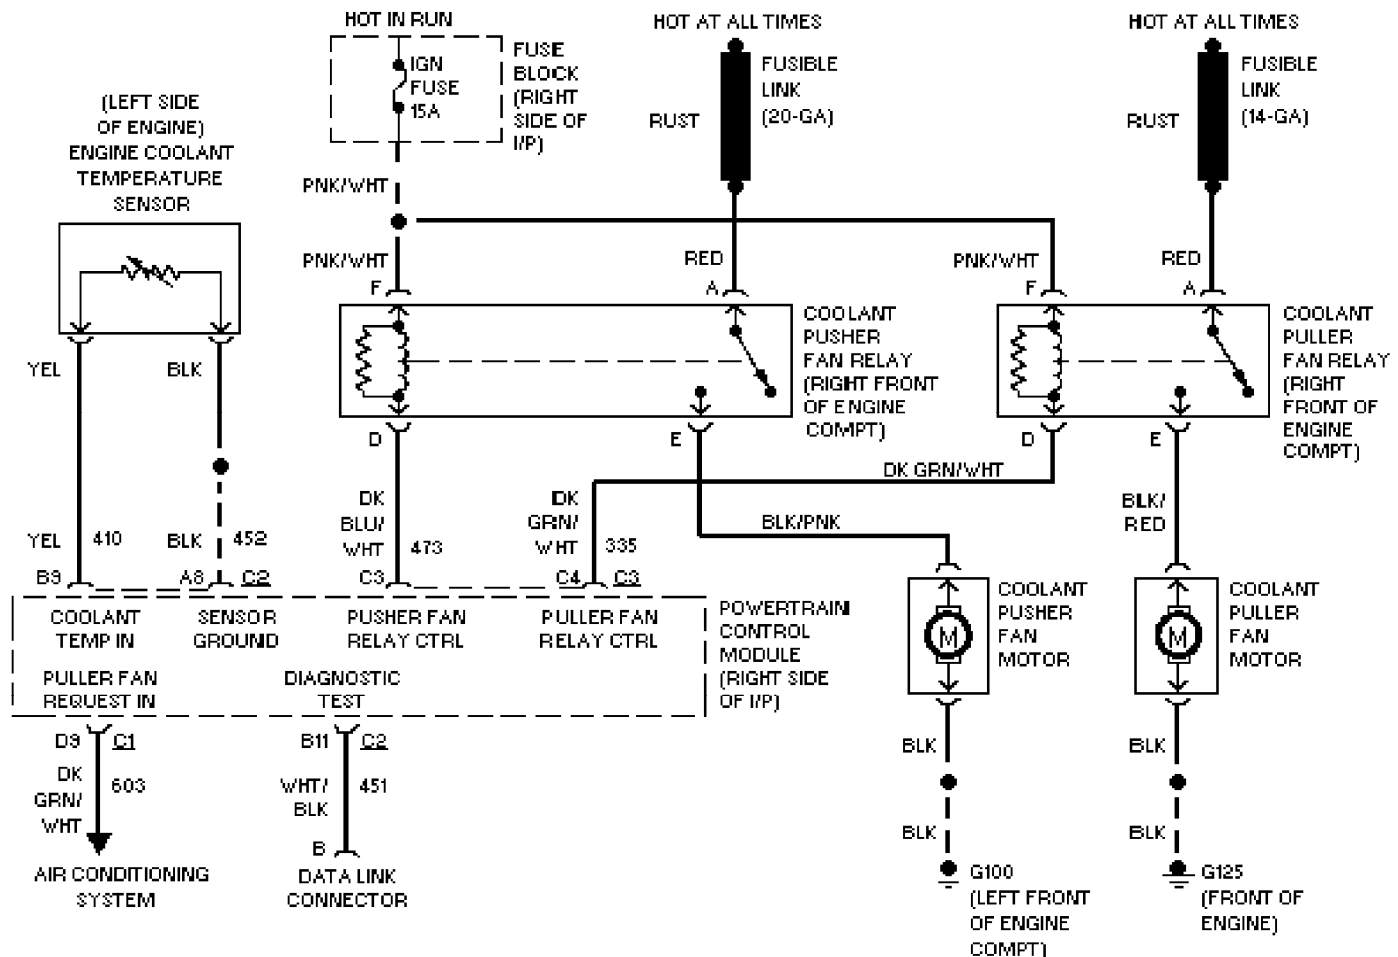 HOT IN RUN
IGN
FUSE
15A
FUSE
BLOCK
(RIGHT
SIDE OF
I/P)
HOT AT ALL TIMES
FUSIBLE
LINK
(20-GA)
RUST
HOT AT ALL TIMES
FUSIBLE
LINK
(14-GA)
RUST
(LEFT SIDE
OF ENGINE)
ENGINE COOLANT
TEMPERATURE
SENSOR
PNK/WHT
PNK/WHT
RED
PNK/WHT
RED
F
A
F
A
COOLANT
PUSHER
FAN RELAY
(RIGHT FRONT
OF ENGINE
COMPT)
COOLANT
PULLER
FAN RELAY
(RIGHT
FRONT OF
ENGINE
COMPT)
YEL
BLK
D
E
D
E
DK GRN/WHT
DK
BLU/
WHT
473
DK
GRN/
WHT
335
BLK/PNK
BLK/
RED
YEL
410
BLK
452
B9
A8
C2
C3
C4
C3
COOLANT
TEMP IN
SENSOR
GROUND
PUSHER FAN
RELAY CTRL
PULLER FAN
RELAY CTRL
PULLER FAN
REQUEST IN
DIAGNOSTIC
TEST
POWERTRAIN
CONTROL
MODULE
(RIGHT SIDE
OF I/P)
M
COOLANT
PUSHER
FAN
MOTOR
M
COOLANT
PULLER
FAN
MOTOR
D9
C1
B11
C2
DK
GRN/
WHT
603
WHT/
BLK
451
B
AIR CONDITIONING
SYSTEM
DATA LINK
CONNECTOR
BLK
BLK
BLK
BLK
G100
(LEFT FRONT
OF ENGINE
COMPT)
G125
(FRONT OF
ENGINE)